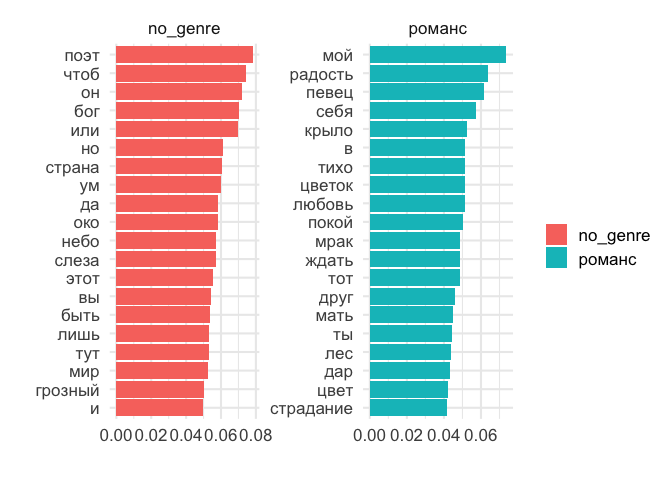 no_genre
поэт
чтоб
он
бог
или
но
страна
ум
да
око
небо
слеза
этот
вы
быть
лишь
тут
мир
грозный
и
0.00 0.02 0.04 0.06 0.08
романс
мой
радость
певец
себя
крыло
в
тихо
цветок
любовь
покой
мрак
ждать
тот
друг
мать
ты
лес
дар
цвет
страдание
0.00 0.02 0.04 0.06
no_genre
романс